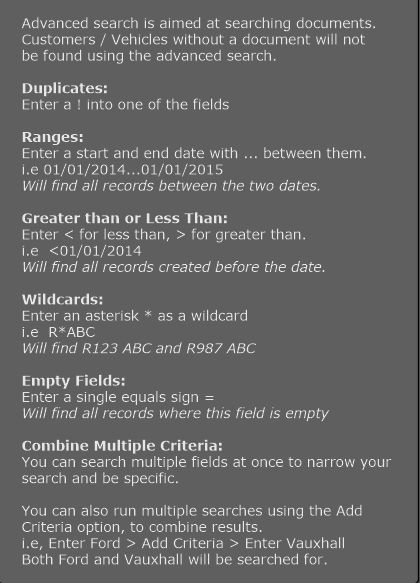 Advanced search is aimed at searching documents.
Customers / Vehicles without a document will not
be found using the advanced search.
Duplicates:
Enter a ! into one of the fields
Ranges:
Enter a start and end date with ... between them.
i.e 01/01/2014...01/01/2015
Will find all records between the two dates.
Greater than or Less Than:
Enter < for less than, > for greater than.
i.e  <01/01/2014
Will find all records created before the date.
Wildcards:
Enter an asterisk * as a wildcard
i.e  R*ABC
Will find R123 ABC and R987 ABC
Empty Fields:
Enter a single equals sign =
Will find all records where this field is empty
Combine Multiple Criteria:
You can search multiple fields at once to narrow your
search and be specific.
You can also run multiple searches using the Add
Criteria option, to combine results.
i.e, Enter Ford > Add Criteria > Enter Vauxhall
Both Ford and Vauxhall will be searched for.